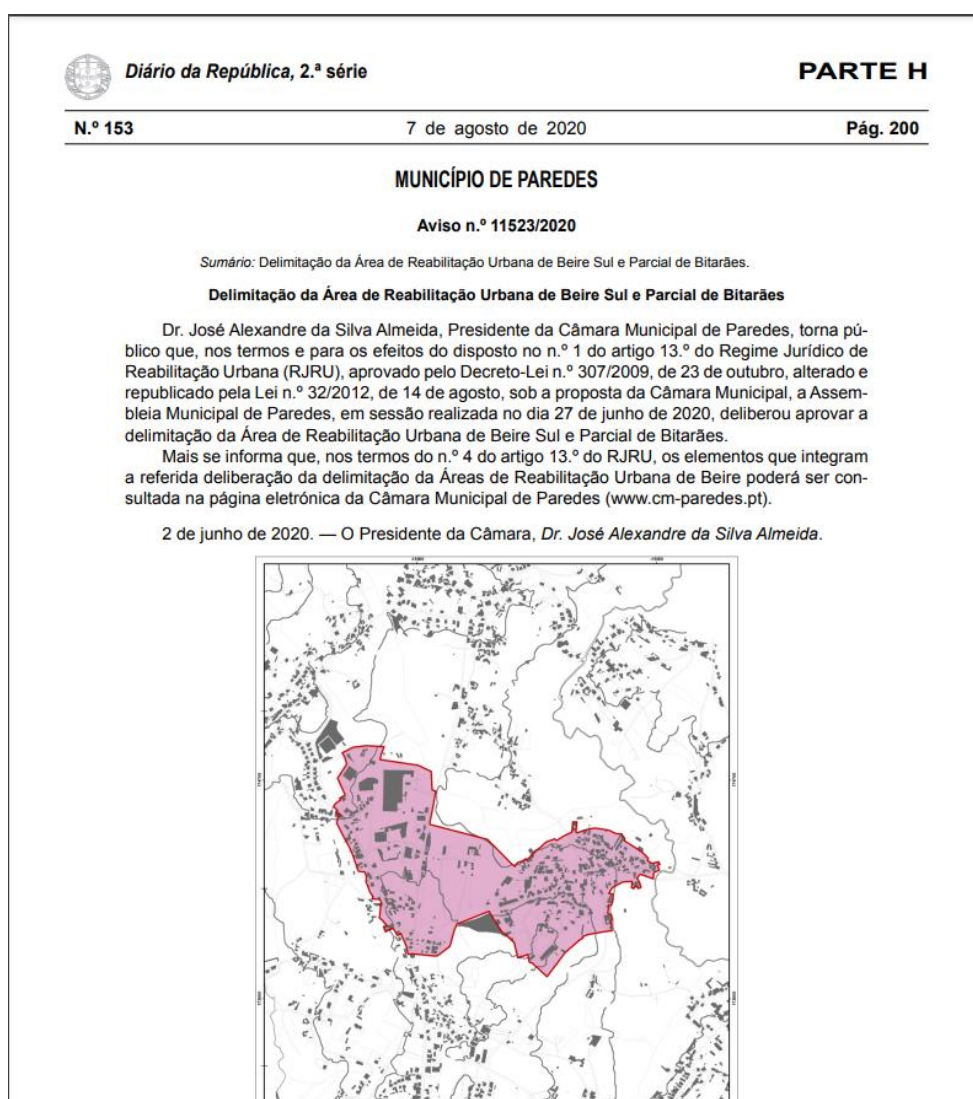 Diário da República, 2.ª série
PARTE H
N.º 153
7 de agosto de 2020
Pág. 200
MUNICÍPIO DE PAREDES
Aviso n.º 11523/2020
Sumário: Delimitação da Área de Reabilitação Urbana de Beire Sul e Parcial de Bitarães.
Delimitação da Área de Reabilitação Urbana de Beire Sul e Parcial de Bitarães
Dr. José Alexandre da Silva Almeida, Presidente da Câmara Municipal de Paredes, torna pú-
blico que, nos termos e para os efeitos do disposto no n.º 1 do artigo 13.º do Regime Jurídico de
Reabilitação Urbana (RJRU), aprovado pelo Decreto-Lei n.º 307/2009, de 23 de outubro, alterado e
republicado pela Lei n.º 32/2012, de 14 de agosto, sob a proposta da Câmara Municipal, a Assem-
bleia Municipal de Paredes, em sessão realizada no dia 27 de junho de 2020, deliberou aprovar a
delimitação da Área de Reabilitação Urbana de Beire Sul e Parcial de Bitarães.
Mais se informa que, nos termos do n.º 4 do artigo 13.º do RJRU, os elementos que integram
a referida deliberação da delimitação da Áreas de Reabilitação Urbana de Beire poderá ser con-
sultada na página eletrónica da Câmara Municipal de Paredes (www.cm-paredes.pt).
2 de junho de 2020. — O Presidente da Câmara, Dr. José Alexandre da Silva Almeida.